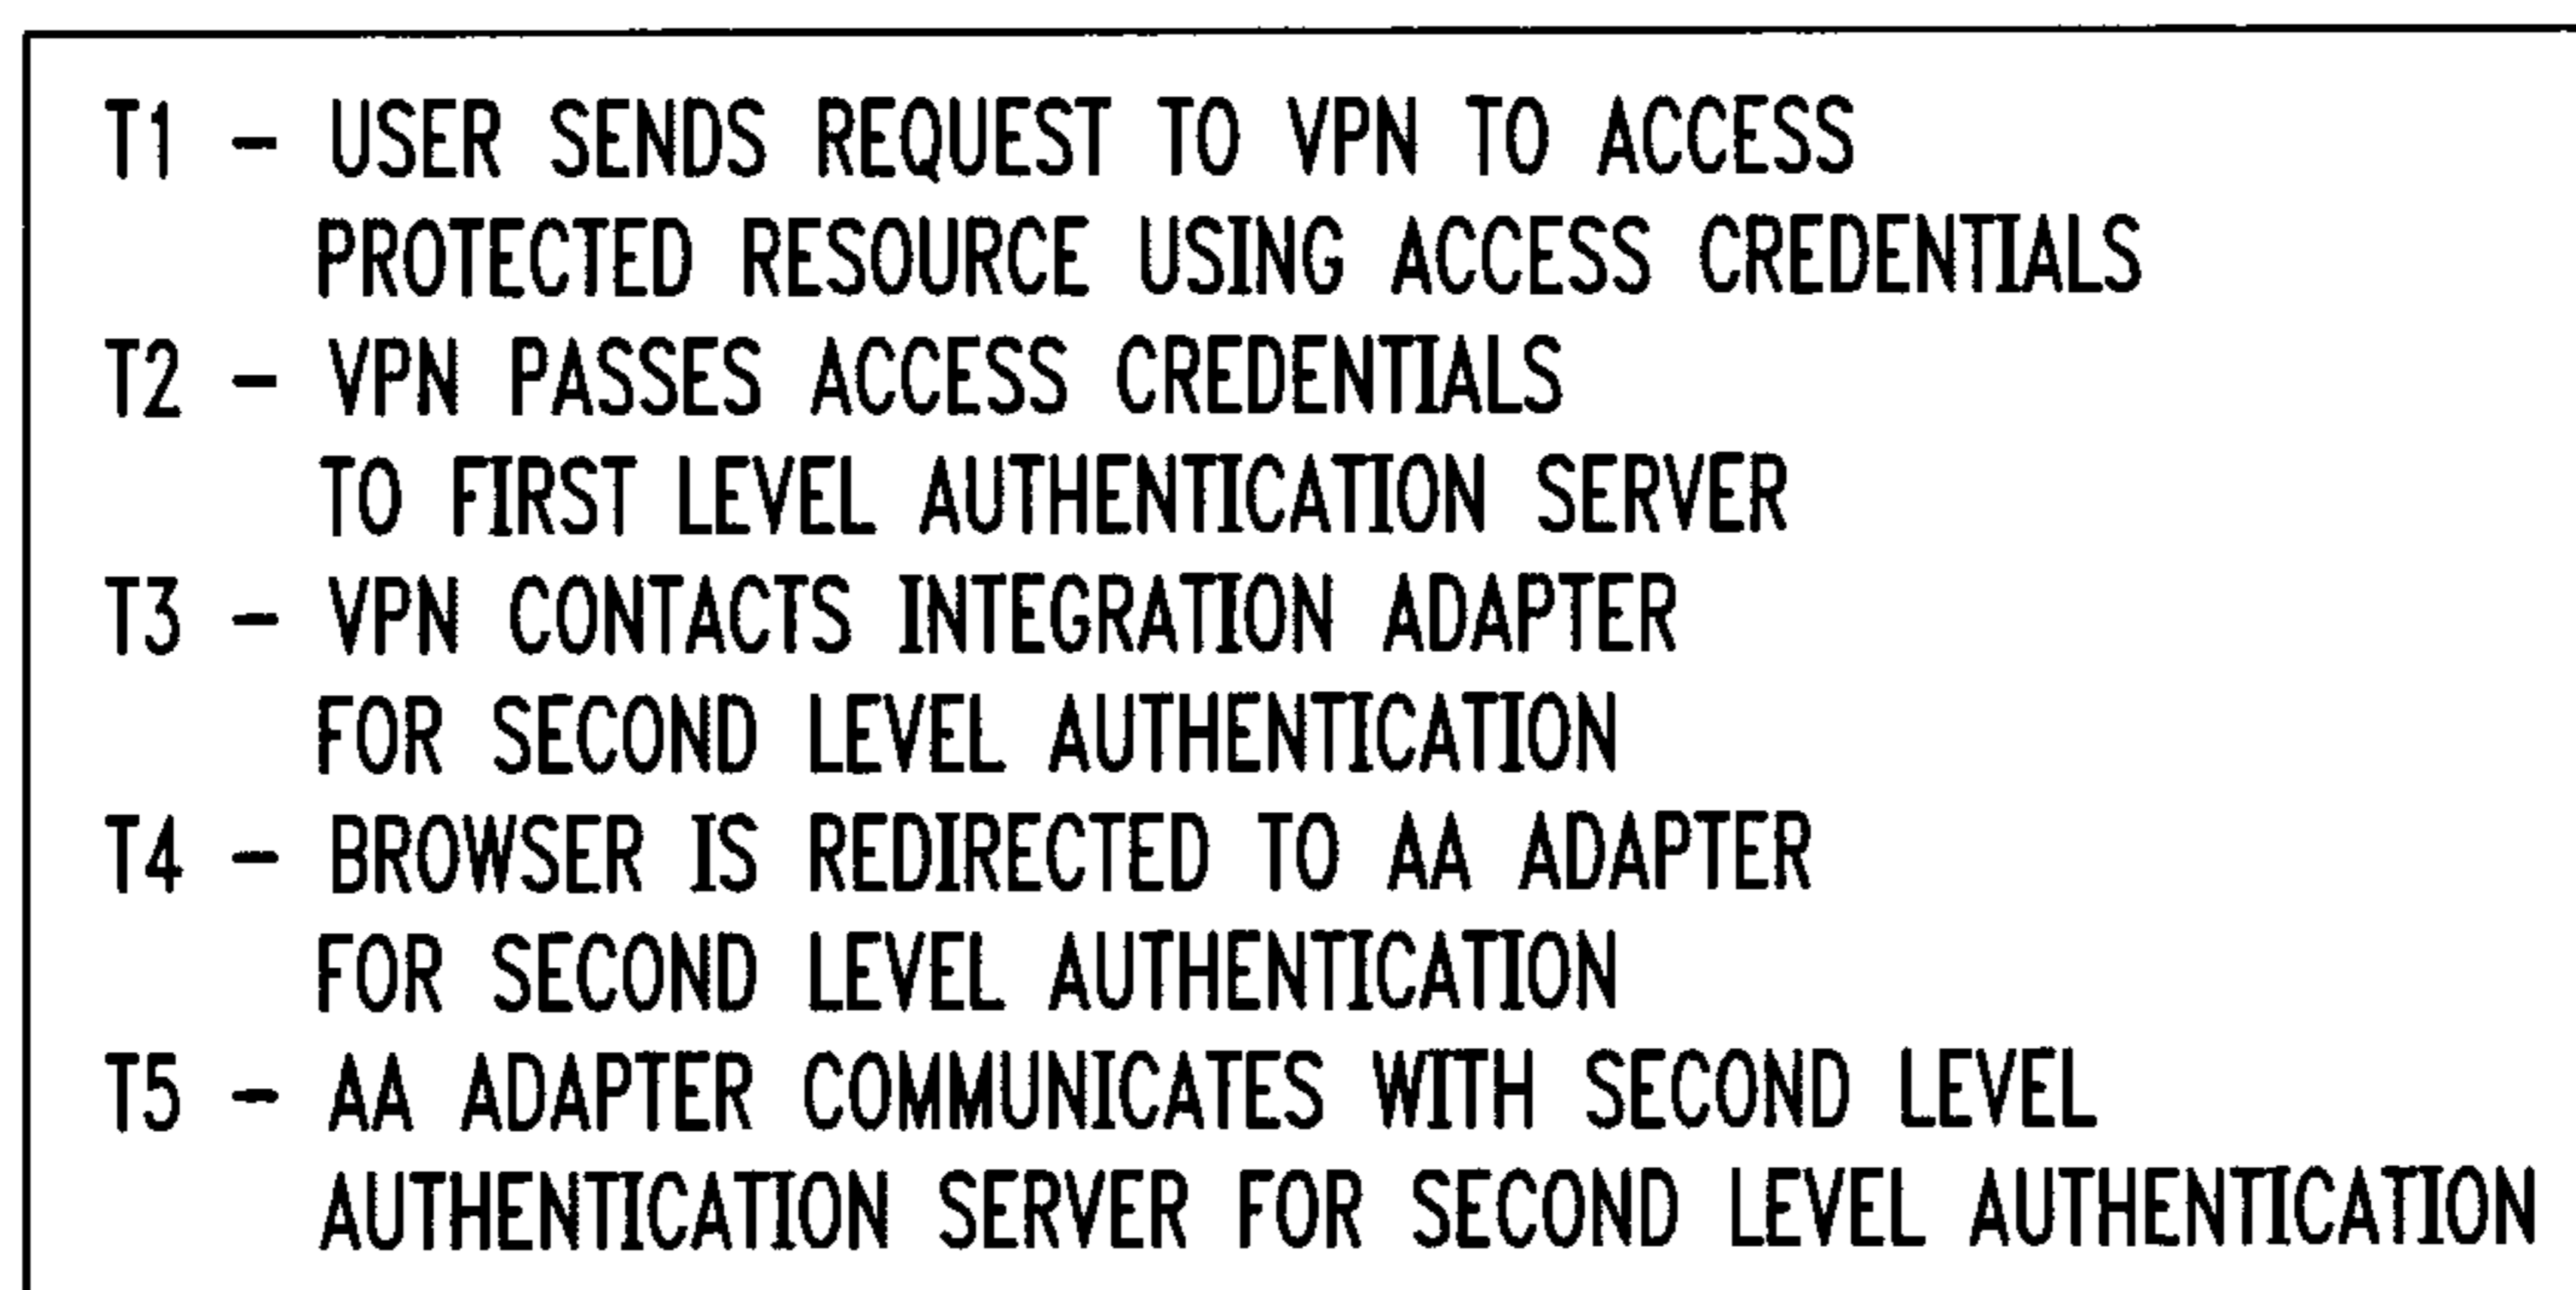 T1 - USER SENDS REQUEST TO VPN TO ACCESS
PROTECTED RESOURCE USING ACCESS CREDENTIALS
T2 - VPN PASSES ACCESS CREDENTIALS
TO FIRST LEVEL AUTHENTICATION SERVER
T3 - VPN CONTACTS INTEGRATION ADAPTER
FOR SECOND LEVEL AUTHENTICATION
T4 - BROWSER IS REDIRECTED TO AA ADAPTER
FOR SECOND LEVEL AUTHENTICATION
T5 - AA ADAPTER COMMUNICATES WITH SECOND LEVEL
AUTHENTICATION SERVER FOR SECOND LEVEL AUTHENTICATION